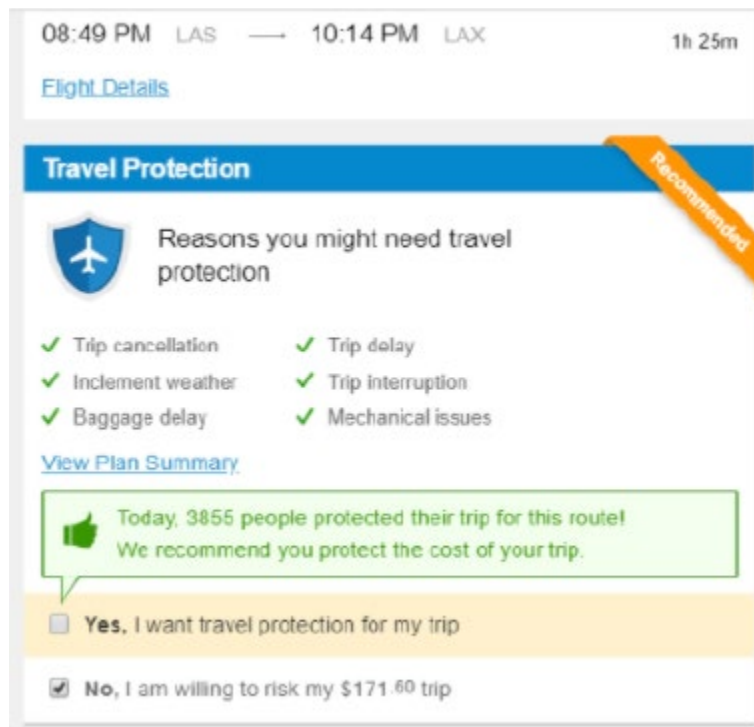 08:49 PM LAS → 10:14 PM LAX 1h 25m
Flight Details
Travel Protection
Recommended
Reasons you might need travel
protection
Trip cancellation Trip delay
Inclement weather Trip interruption
Baggage delay Mechanical issues
View Plan Summary
Today, 3855 people protected their trip for this route!
We recommend you protect the cost of your trip.
Yes, I want travel protection for my trip
No, I am willing to risk my $171.60 trip